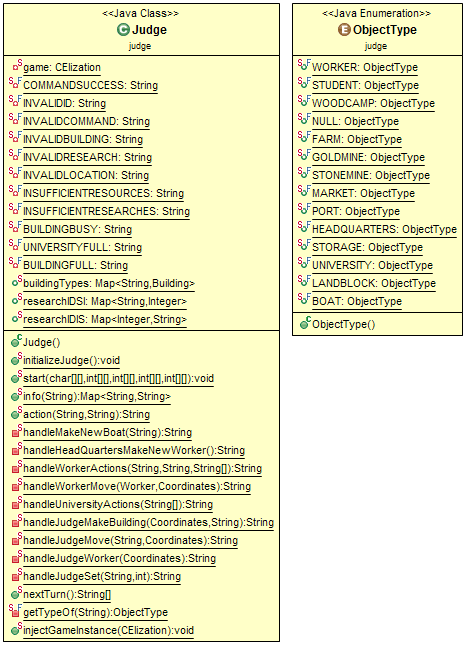 <<Java Class>>
Judge
judge
game: CElization
COMMANDSUCCESS: String
INVALIDID: String
INVALIDCOMMAND: String
INVALIDBUILDING: String
INVALIDRESEARCH: String
INVALIDLOCATION: String
INSUFFICIENTRESOURCES: String
INSUFFICIENTRESEARCHES: String
BUILDINGBUSY: String
UNIVERSITYFULL: String
BUILDINGFULL: String
buildingTypes: Map<String,Building>
researchIDSI: Map<String,Integer>
researchIDIS: Map<Integer,String>
Judge()
initializeJudge():void
start(char[][],int[][],int[][],int[][],int[][]):void
info(String):Map<String,String>
action(String,String):String
handleMakeNewBoat(String):String
handleHeadQuartersMakeNewWorker():String
handleWorkerActions(String,String,String[]):String
handleWorkerMove(Worker,Coordinates):String
handleUniversityActions(String[]):String
handleJudgeMakeBuilding(Coordinates,String):String
handleJudgeMove(String,Coordinates):String
handleJudgeWorker(Coordinates):String
handleJudgeSet(String,int):String
nextTurn():String[]
getTypeOf(String):ObjectType
injectGameInstance(CElization):void
<<Java Enumeration>>
ObjectType
judge
WORKER: ObjectType
STUDENT: ObjectType
WOODCAMP: ObjectType
NULL: ObjectType
FARM: ObjectType
GOLDMINE: ObjectType
STONEMINE: ObjectType
MARKET: ObjectType
PORT: ObjectType
HEADQUARTERS: ObjectType
STORAGE: ObjectType
UNIVERSITY: ObjectType
LANDBLOCK: ObjectType
BOAT: ObjectType
ObjectType()